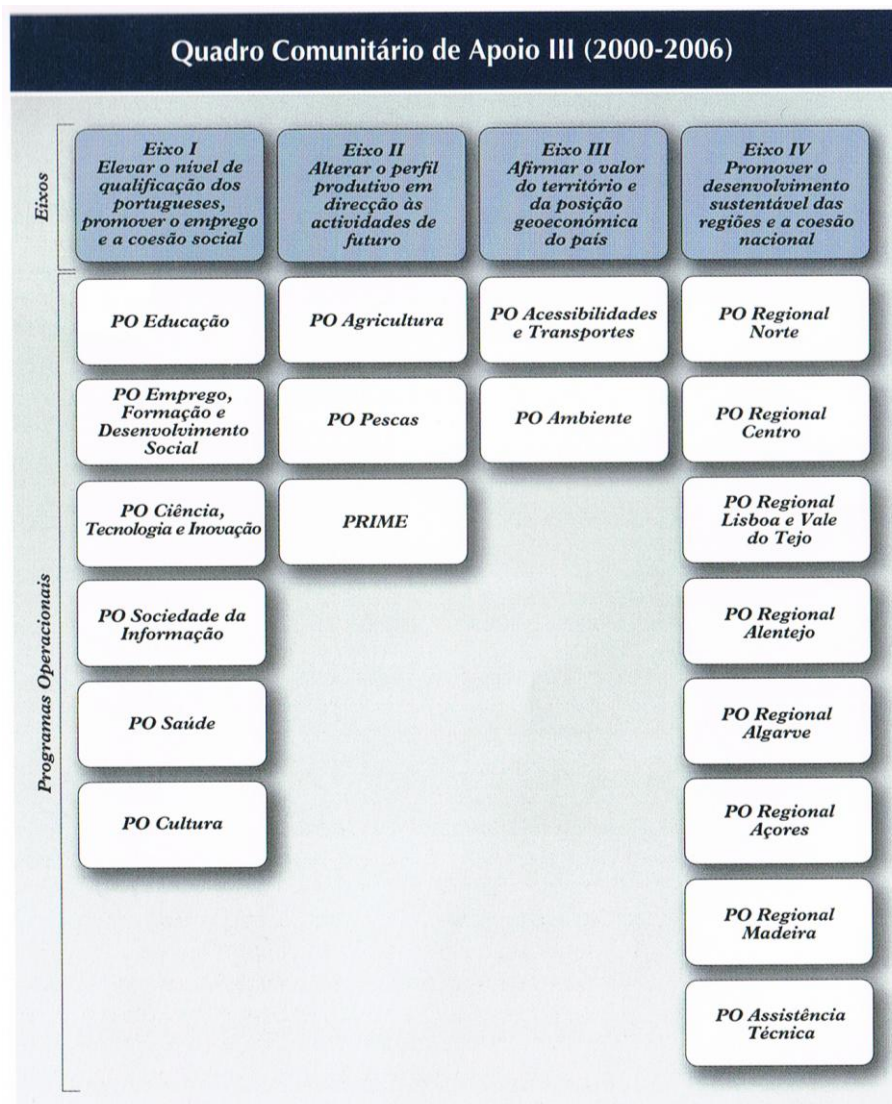 Quadro Comunitário de Apoio III (2000-2006)
Eixos
Eixo I
Elevar o nível de
qualificação dos
portugueses,
promover o emprego
e a coesão social
Eixo II
Alterar o perfil
produtivo em
direcção às
actividades de
futuro
Eixo III
Afirmar o valor
do território e
da posição
geoeconómica
do país
Eixo IV
Promover o
desenvolvimento
sustentável das
regiões e a coesão
nacional
Programas Operacionais
PO Educação
PO Emprego,
Formação e
Desenvolvimento
Social
PO Ciência,
Tecnologia e Inovação
PO Sociedade da
Informação
PO Saúde
PO Cultura
PO Agricultura
PO Pescas
PRIME
PO Acessibilidades
e Transportes
PO Ambiente
PO Regional
Norte
PO Regional
Centro
PO Regional
Lisboa e Vale
do Tejo
PO Regional
Alentejo
PO Regional
Algarve
PO Regional
Açores
PO Regional
Madeira
PO Assistência
Técnica